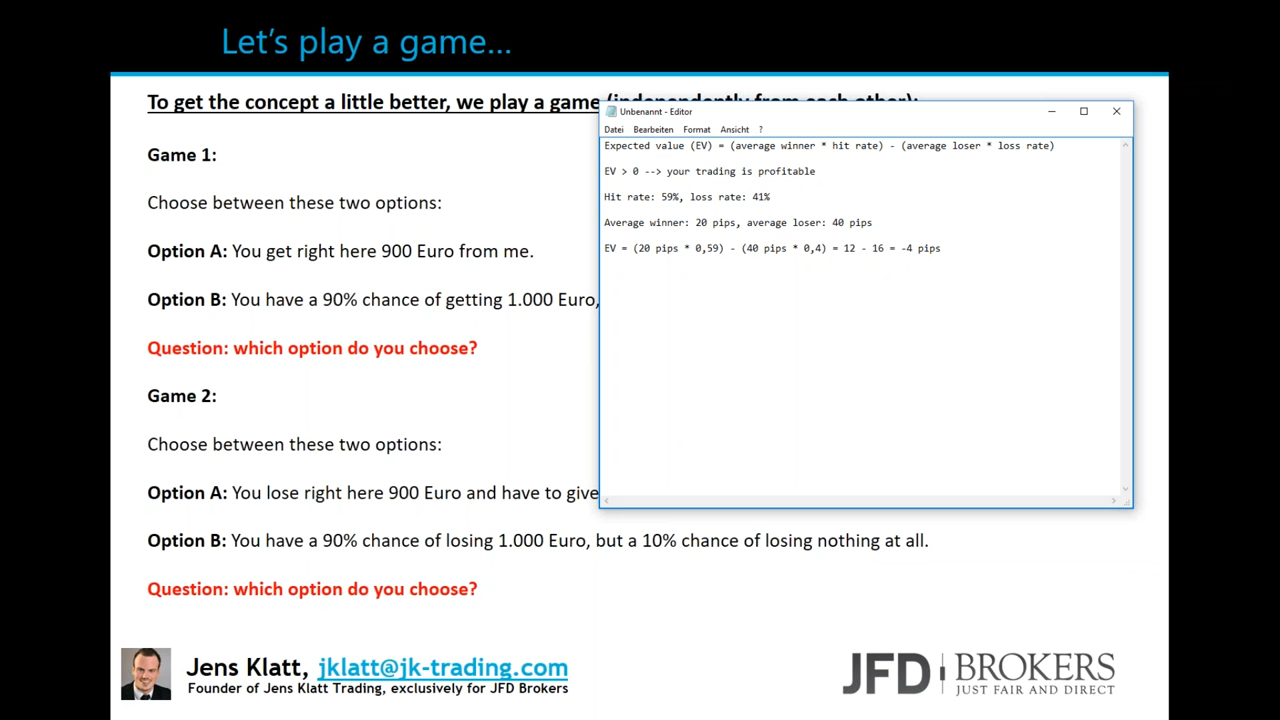 Let's play a game...
To get the concept a little better, we play a game (independently from each other):
Game 1:
Choose between these two options:
Option A: You get right here 900 Euro from me.
Option B: You have a 90% chance of getting 1.000 Euro,
Question: which option do you choose?
Game 2:
Choose between these two options:
Option A: You lose right here 900 Euro and have to give
Option B: You have a 90% chance of losing 1.000 Euro, but a 10% chance of losing nothing at all.
Question: which option do you choose?
Unbenannt - Editor
Datei Bearbeiten Format Ansicht ?
Expected value (EV) = (average winner * hit rate) - (average loser * loss rate)
EV > 0 --> your trading is profitable
Hit rate: 59%, loss rate: 41%
Average winner: 20 pips, average loser: 40 pips
EV = (20 pips * 0,59) - (40 pips * 0,4) = 12 - 16 = -4 pips
Jens Klatt, jklatt@jk-trading.com
Founder of Jens Klatt Trading, exclusively for JFD Brokers
JFD BROKERS
JUST FAIR AND DIRECT